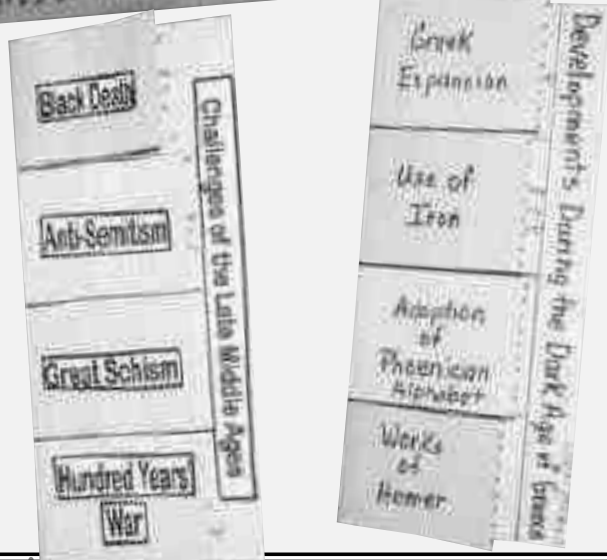 Black Death
Anti-Semitism
Great Schism
Hundred Years
War
Challenges of the Late Middle Ages
Greek
Expansion
Use of
Iron
Adoption
of
Phoenician
Alphabet
Works
of
Homer
Developments During the Dark Age of Greece